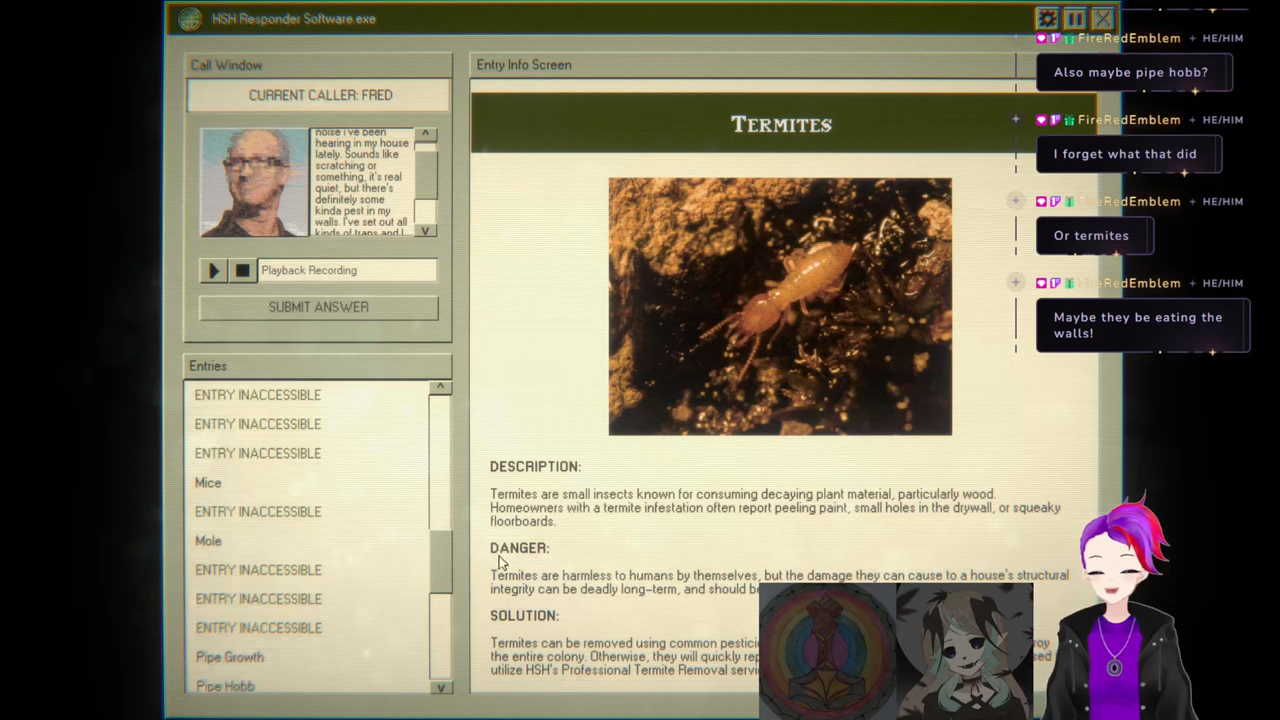 HSH Responder Software.exe
Call Window
CURRENT CALLER: FRED
noise I've been
hearing in my house
lately. Sounds like
scratching or
something, it's real
quiet, but there's
definitely some
kinda pest in my
walls. I've set out all
kinds of traps and I
Playback Recording
SUBMIT ANSWER
Entries
ENTRY INACCESSIBLE
ENTRY INACCESSIBLE
ENTRY INACCESSIBLE
Mice
ENTRY INACCESSIBLE
Mole
ENTRY INACCESSIBLE
ENTRY INACCESSIBLE
ENTRY INACCESSIBLE
Pipe Growth
Pipe Hobb
Entry Info Screen
TERMITES
DESCRIPTION:
Termites are small insects known for consuming decaying plant material, particularly wood.
Homeowners with a termite infestation often report peeling paint, small holes in the drywall, or squeaky
floorboards.
DANGER:
Termites are harmless to humans by themselves, but the damage they can cause to a house's structural
integrity can be deadly long-term, and should be
SOLUTION:
Termites can be removed using common
the entire colony. Otherwise, they will quickly
utilize HSH's Professional Termite Removal
FireRedEmblem + HE/HIM
Also maybe pipe hobb?
FireRedEmblem + HE/HIM
I forget what that did
FireRedEmblem + HE/HIM
Or termites
FireRedEmblem + HE/HIM
Maybe they be eating the
walls!